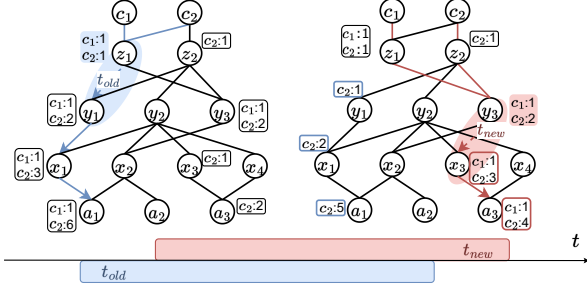 c₁ c₂ c₁ c₂
c₁:1 c₂:1 z₁ z₂ c₂:1 c₁:1 c₂:1 z₁ z₂ c₂:1
t_old
c₁:1 c₂:2 y₁ y₂ y₃ c₁:1 c₂:2 c₂:1 y₁ y₂ y₃ c₁:1 c₂:2
t_new
c₁:1 c₂:3 x₁ x₂ x₃ c₂:1 x₄ c₂:2 x₁ x₂ x₃ c₁:1 c₂:3 x₄
c₁:1 c₂:6 a₁ a₂ a₃ c₂:2 c₂:5 a₁ a₂ a₃ c₁:1 c₂:4
t_new t
t_old